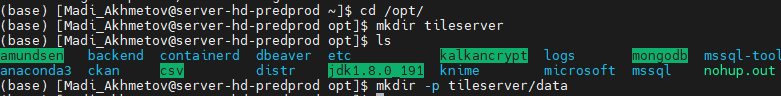 (base) [Madi_Akhmetov@server-hd-predprod ~]$ cd /opt/
(base) [Madi_Akhmetov@server-hd-predprod opt]$ mkdir tileserver
(base) [Madi_Akhmetov@server-hd-predprod opt]$ ls
amundsen backend containerd dbeaver etc kalkancrypt logs mongodb mssql-tool
anaconda3 ckan csv distr jdk1.8.0_191 knime microsoft mssql nohup.out
(base) [Madi_Akhmetov@server-hd-predprod opt]$ mkdir -p tileserver/data